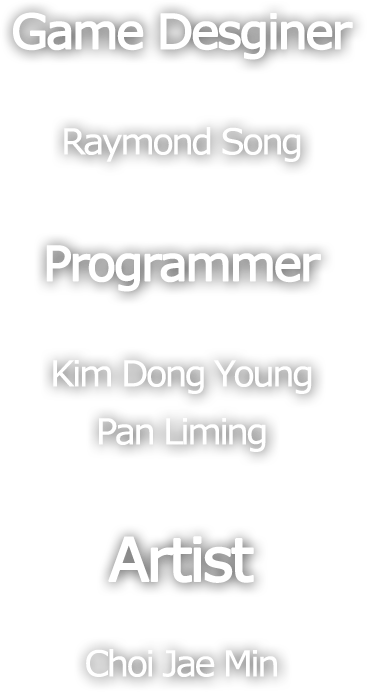 Game Desginer
Raymond Song
Programmer
Kim Dong Young
Pan Liming
Artist
Choi Jae Min